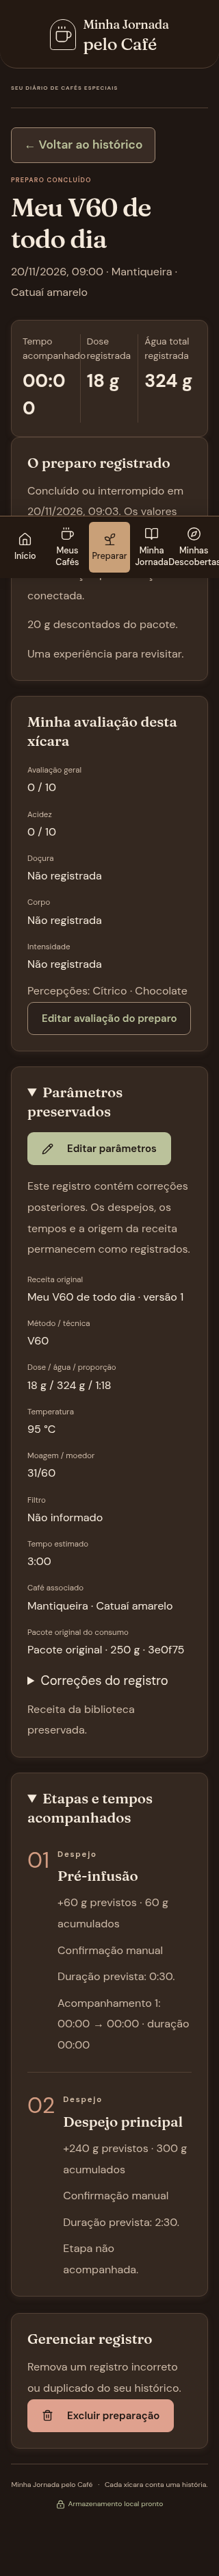 Minha Jornada
pelo Café
SEU DIÁRIO DE CAFÉS ESPECIAIS
← Voltar ao histórico
PREPARO CONCLUÍDO
Meu V60 de
todo dia
20/11/2026, 09:00 · Mantiqueira ·
Catuaí amarelo
Tempo
acompanhado
00:0
0
Dose
registrada
18 g
Água total
registrada
324 g
O preparo registrado
Concluído ou interrompido em
20/11/2026, 09:03. Os valores
Início
Meus
Cafés
Preparar
Minha
Jornada
Minhas
Descobertas
conectada.
20 g descontados do pacote.
Uma experiência para revisitar.
Minha avaliação desta
xícara
Avaliação geral
0 / 10
Acidez
0 / 10
Doçura
Não registrada
Corpo
Não registrada
Intensidade
Não registrada
Percepções: Cítrico · Chocolate
Editar avaliação do preparo
▼ Parâmetros
preservados
Editar parâmetros
Este registro contém correções
posteriores. Os despejos, os
tempos e a origem da receita
permanecem como registrados.
Receita original
Meu V60 de todo dia · versão 1
Método / técnica
V60
Dose / água / proporção
18 g / 324 g / 1:18
Temperatura
95 °C
Moagem / moedor
31/60
Filtro
Não informado
Tempo estimado
3:00
Café associado
Mantiqueira · Catuaí amarelo
Pacote original do consumo
Pacote original · 250 g · 3e0f75
▶ Correções do registro
Receita da biblioteca
preservada.
▼ Etapas e tempos
acompanhados
01
Despejo
Pré-infusão
+60 g previstos · 60 g
acumulados
Confirmação manual
Duração prevista: 0:30.
Acompanhamento 1:
00:00 → 00:00 · duração
00:00
02
Despejo
Despejo principal
+240 g previstos · 300 g
acumulados
Confirmação manual
Duração prevista: 2:30.
Etapa não
acompanhada.
Gerenciar registro
Remova um registro incorreto
ou duplicado do seu histórico.
Excluir preparação
Minha Jornada pelo Café · Cada xícara conta uma história.
Armazenamento local pronto